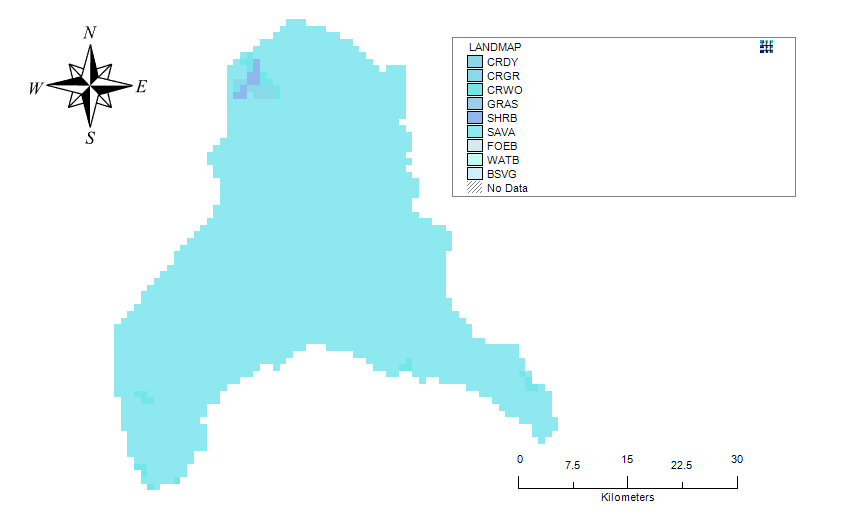 N
W E
S
LANDMAP
CRDY
CRGR
CRWO
GRAS
SHRB
SAVA
FOEB
WATB
BSVG
No Data
0 7.5 15 22.5 30
Kilometers